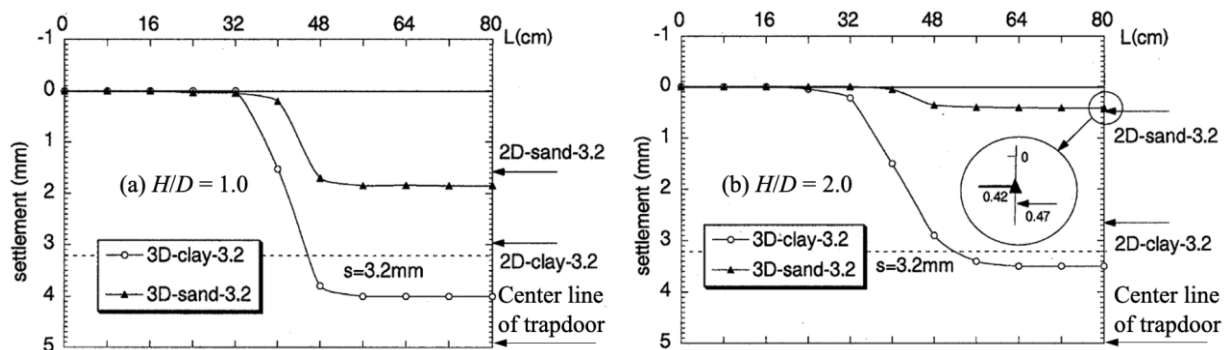 0 16 32 48 64 80 L(cm)
-1
0
1
2
3
4
5
settlement (mm)
2D-sand-3.2
(a) H/D = 1.0
3D-clay-3.2
3D-sand-3.2
s=3.2mm
2D-clay-3.2
Center line
of trapdoor
0 16 32 48 64 80 L(cm)
-1
0
1
2
3
4
5
settlement (mm)
2D-sand-3.2
0
0.42
0.47
(b) H/D = 2.0
3D-clay-3.2
3D-sand-3.2
s=3.2mm
2D-clay-3.2
Center line
of trapdoor